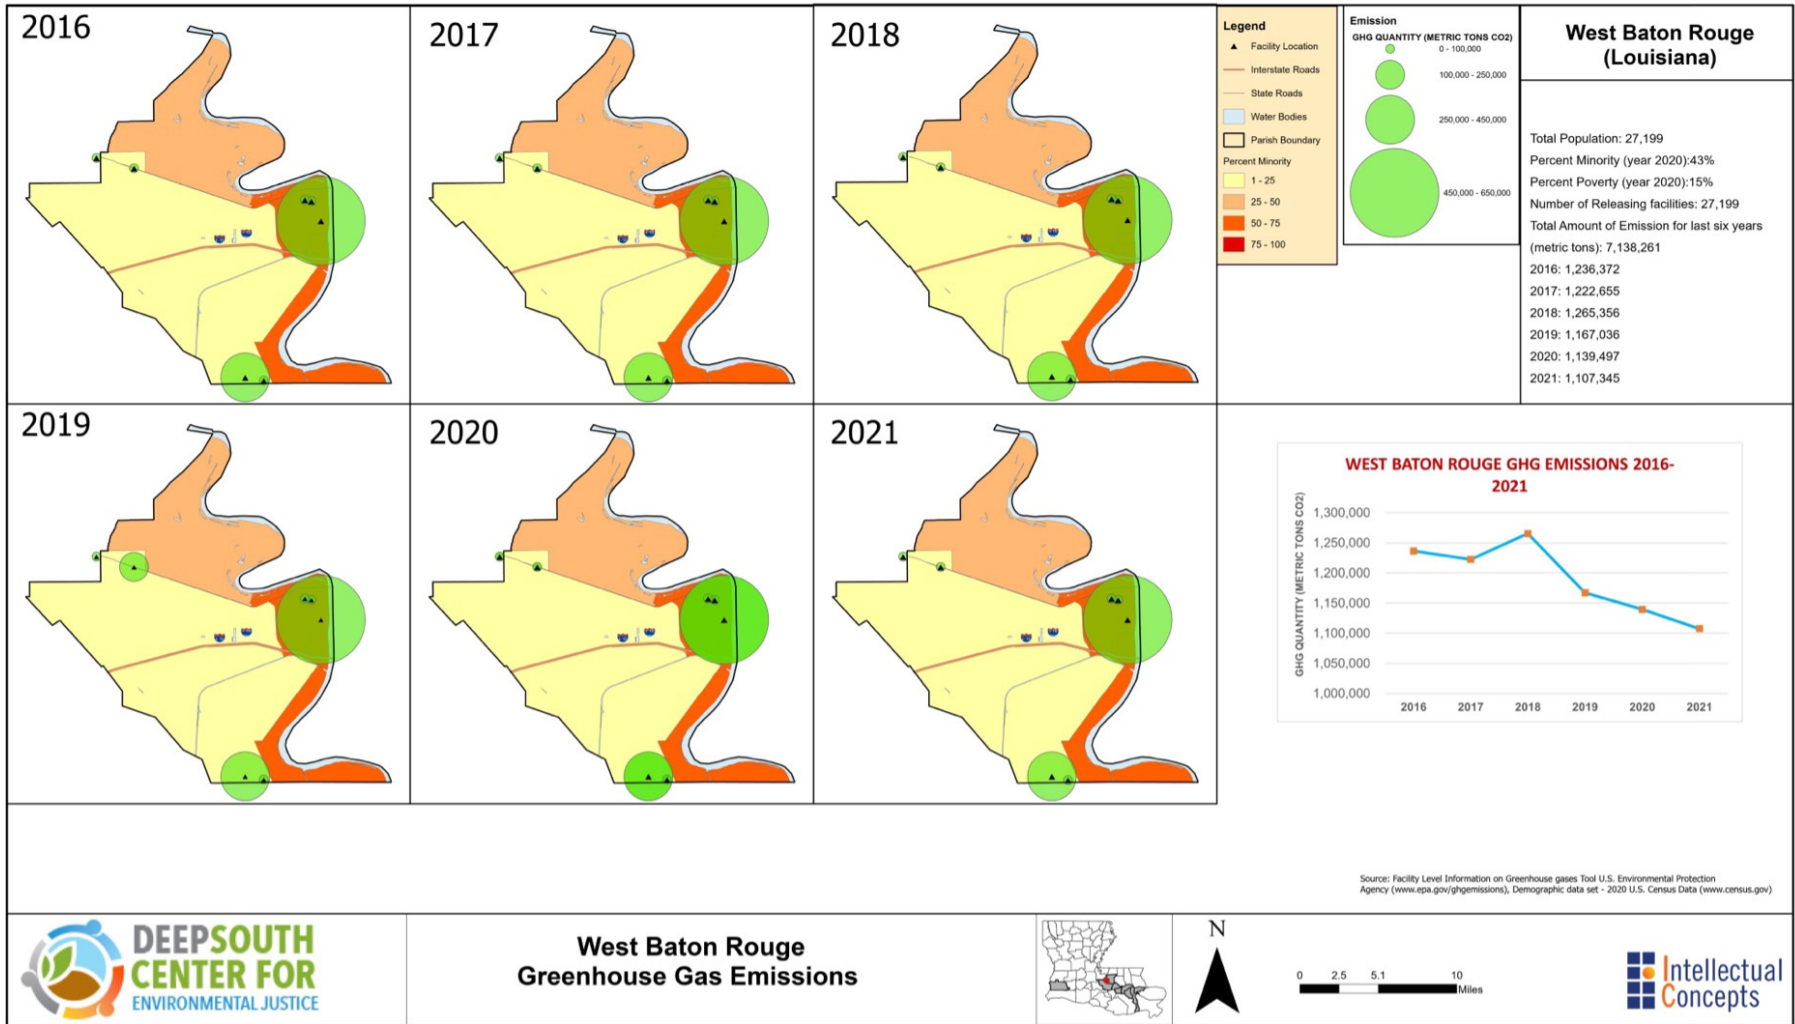 2016
2017
2018
Legend
Facility Location
Interstate Roads
State Roads
Water Bodies
Parish Boundary
Percent Minority
1 - 25
25 - 50
50 - 75
75 - 100
Emission
GHG QUANTITY (METRIC TONS CO2)
0 - 100,000
100,000 - 250,000
250,000 - 450,000
450,000 - 650,000
West Baton Rouge
(Louisiana)
Total Population: 27,199
Percent Minority (year 2020):43%
Percent Poverty (year 2020):15%
Number of Releasing facilities: 27,199
Total Amount of Emission for last six years
(metric tons): 7,138,261
2016: 1,236,372
2017: 1,222,655
2018: 1,265,356
2019: 1,167,036
2020: 1,139,497
2021: 1,107,345
2019
2020
2021
WEST BATON ROUGE GHG EMISSIONS 2016-
2021
GHG QUANTITY (METRIC TONS CO2)
1,300,000
1,250,000
1,200,000
1,150,000
1,100,000
1,050,000
1,000,000
2016 2017 2018 2019 2020 2021
Source: Facility Level Information on Greenhouse gases Tool U.S. Environmental Protection
Agency (www.epa.gov/ghgemissions), Demographic data set - 2020 U.S. Census Data (www.census.gov)
DEEPSOUTH
CENTER FOR
ENVIRONMENTAL JUSTICE
West Baton Rouge
Greenhouse Gas Emissions
N
0 2.5 5.1 10
Miles
Intellectual
Concepts